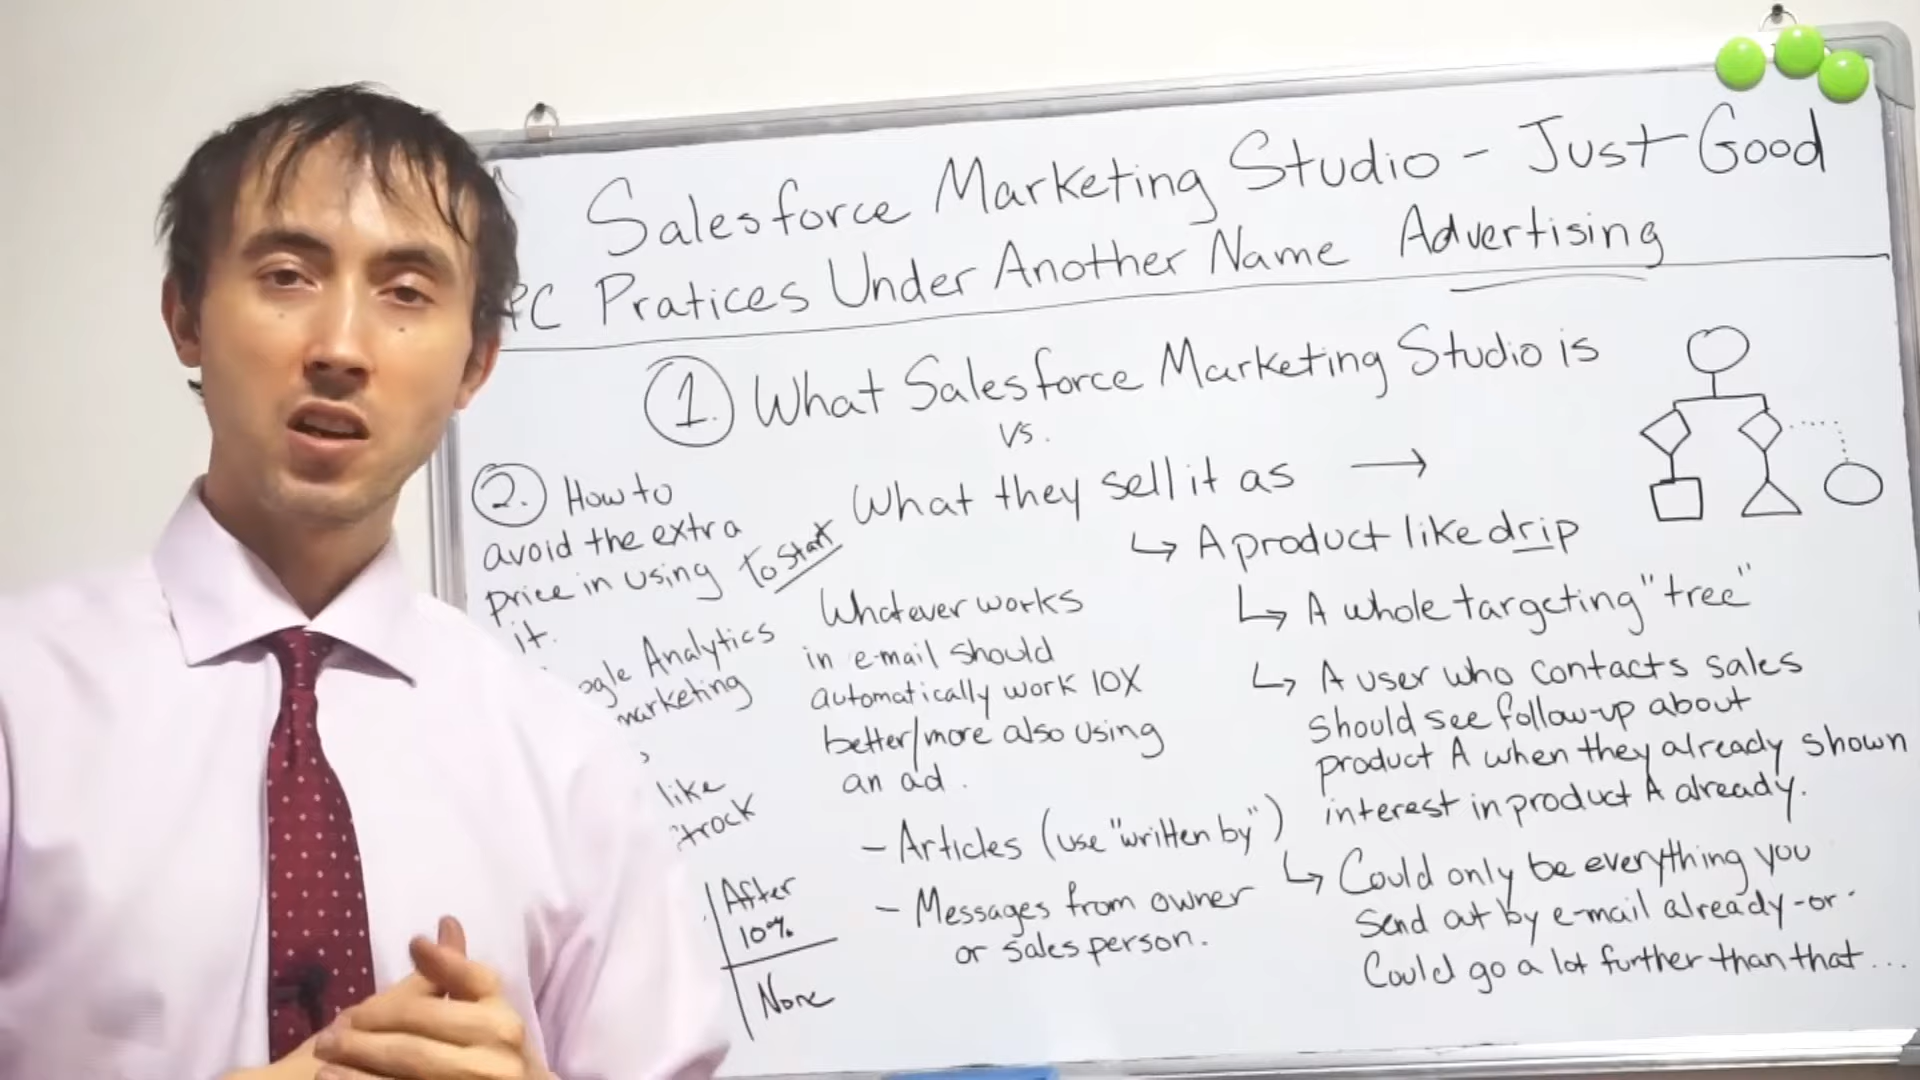 Salesforce Marketing Studio - Just Good
PC Pratices Under Another Name Advertising
1. What Salesforce Marketing Studio is
vs.
What they sell it as →
↳ A product like drip
↳ A whole targeting "tree"
↳ A user who contacts sales
should see follow-up about
product A when they already shown
interest in product A already.
↳ Could only be everything you
send out by e-mail already -or-
Could go a lot further than that...
2. How to
avoid the extra
price in using
it.
ogle Analytics
marketing
like
trock
After
10%
None
To start
Whatever works
in e-mail should
automatically work 10X
better/more also using
an ad.
- Articles (use "written by")
- Messages from owner
or sales person.